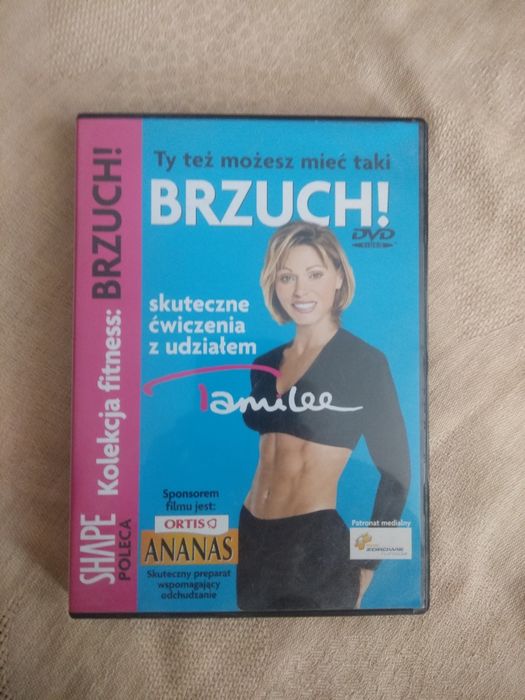 Ty też możesz mieć taki
BRZUCH!
DVD
skuteczne
ćwiczenia
z udziałem
Tamilee
Sponsorem
filmu jest:
ORTIS
ANANAS
Skuteczny preparat
wspomagający
odchudzanie
Patronat medialny
ZDROWIE
SHAPE
POLECA
Kolekcja fitness: BRZUCH!